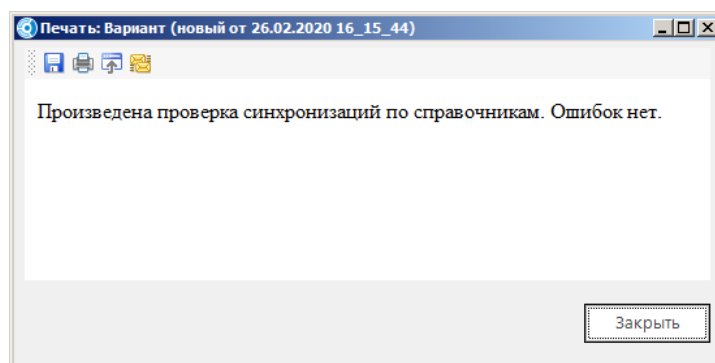 Печать: Вариант (новый от 26.02.2020 16_15_44)
Произведена проверка синхронизаций по справочникам. Ошибок нет.
Закрыть